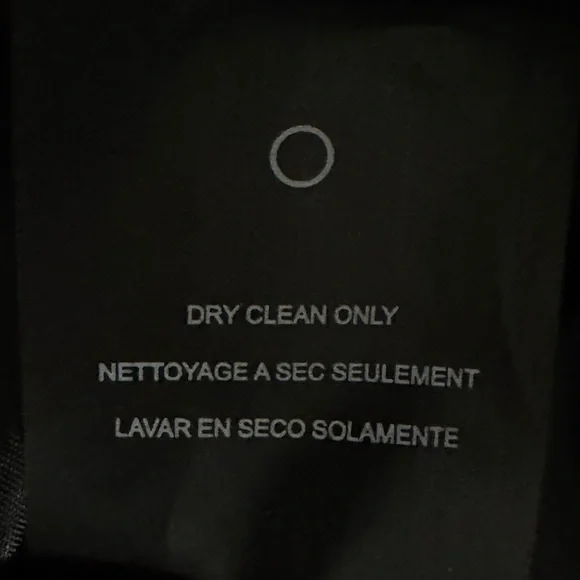 DRY CLEAN ONLY
NETTOYAGE A SEC SEULEMENT
LAVAR EN SECO SOLAMENTE